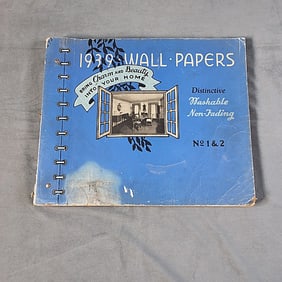 1939 · WALL · PAPERS
BRING Charm AND Beauty
INTO YOUR HOME
Distinctive
Washable
Non-Fading
Nº 1 & 2